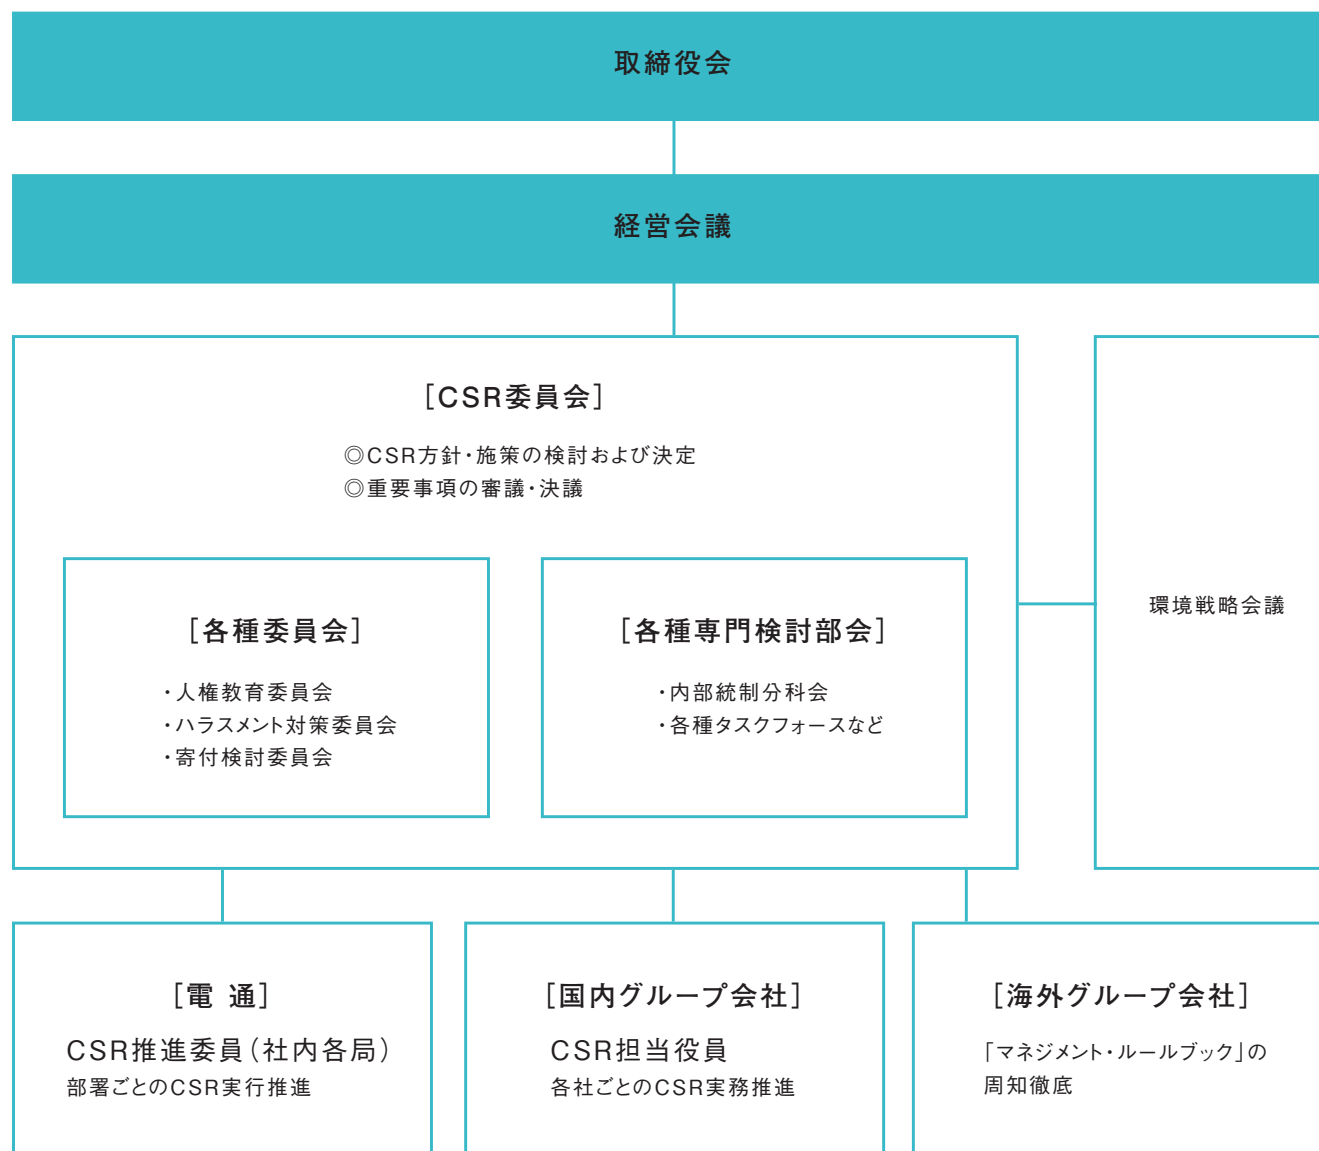 取締役会
経営会議
[CSR委員会]
◎CSR方針・施策の検討および決定
◎重要事項の審議・決議
[各種委員会]
・人権教育委員会
・ハラスメント対策委員会
・寄付検討委員会
[各種専門検討部会]
・内部統制分科会
・各種タスクフォースなど
環境戦略会議
[電 通]
CSR推進委員（社内各局）
部署ごとのCSR実行推進
[国内グループ会社]
CSR担当役員
各社ごとのCSR実務推進
[海外グループ会社]
「マネジメント・ルールブック」の
周知徹底